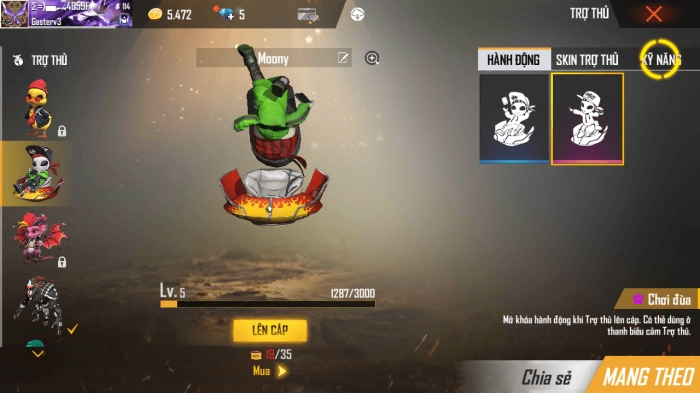 Gasterv3
#114
5.472
5
TRỢ THỦ
TRỢ THỦ
Moony
HÀNH ĐỘNG
SKIN TRỢ THỦ
KỸ NĂNG
Lv.5
1287/3000
LÊN CẤP
19/35
Mua
Chơi đùa
Mở khóa hành động khi Trợ thủ lên cấp. Có thể dùng ở
thanh biểu cảm Trợ thủ.
Chia sẻ
MANG THEO